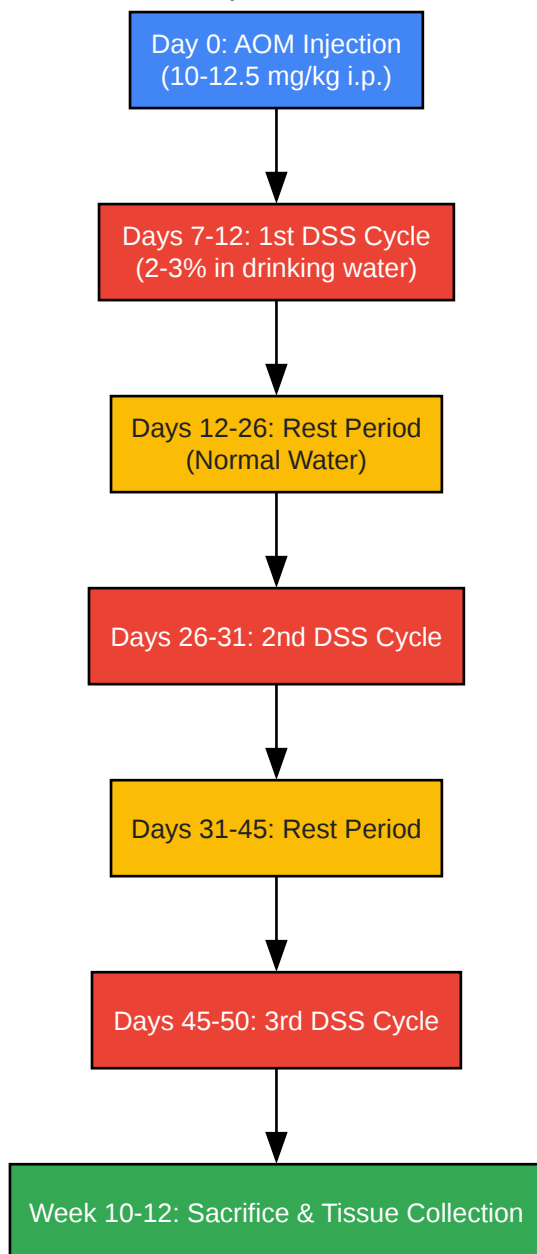 Day 0: AOM Injection
(10-12.5 mg/kg i.p.)
Days 7-12: 1st DSS Cycle
(2-3% in drinking water)
Days 12-26: Rest Period
(Normal Water)
Days 26-31: 2nd DSS Cycle
Days 31-45: Rest Period
Days 45-50: 3rd DSS Cycle
Week 10-12: Sacrifice & Tissue Collection